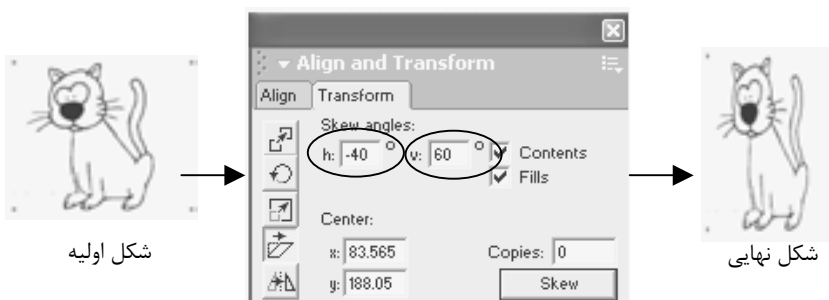 Align and Transform
Align Transform
Skew angles:
h: -40 ° v: 60 ° Contents
Fills
Center:
x: 83.565 Copies: 0
y: 188.05 Skew
شکل اولیه
شکل نهایی